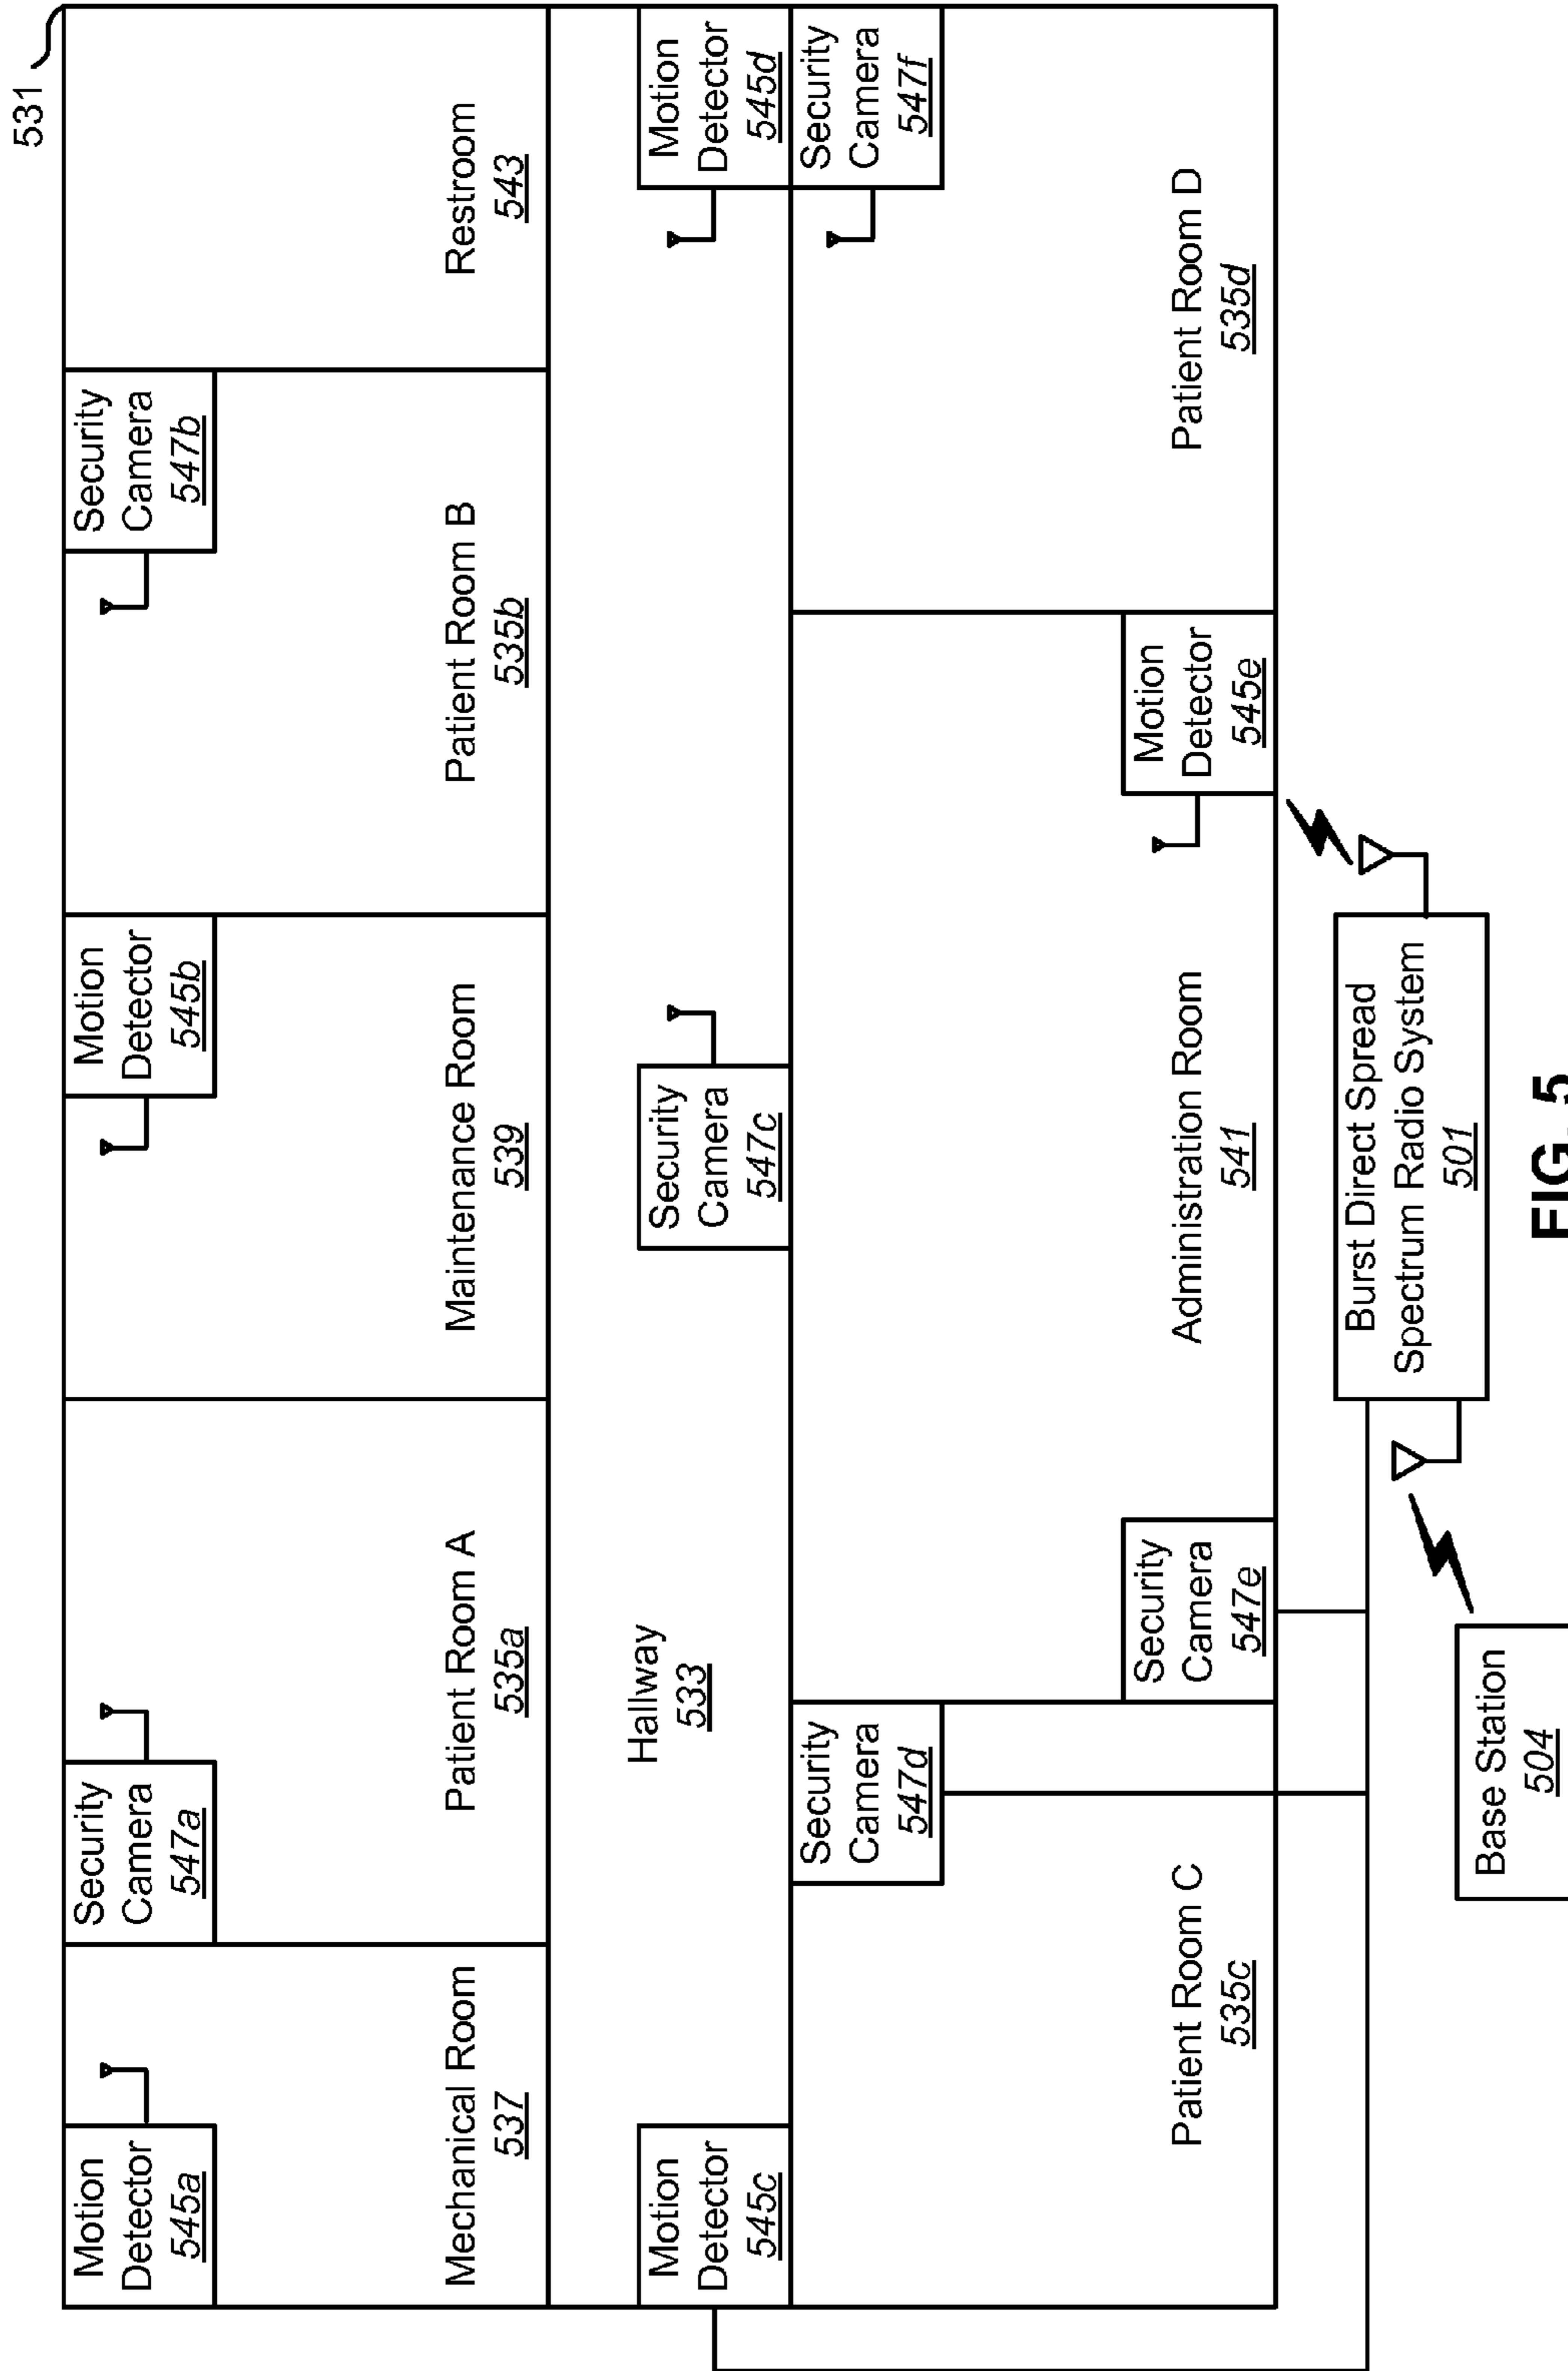 531
Motion
Detector
545a
Mechanical Room
537
Security
Camera
547a
Patient Room A
535a
Motion
Detector
545b
Maintenance Room
539
Security
Camera
547b
Patient Room B
535b
Restroom
543
Hallway
533
Motion
Detector
545c
Security
Camera
547c
Motion
Detector
545d
Security
Camera
547d
Patient Room C
535c
Security
Camera
547e
Administration Room
541
Motion
Detector
545e
Security
Camera
547f
Patient Room D
535d
Base Station
504
Burst Direct Spread
Spectrum Radio System
501
FIG. 5